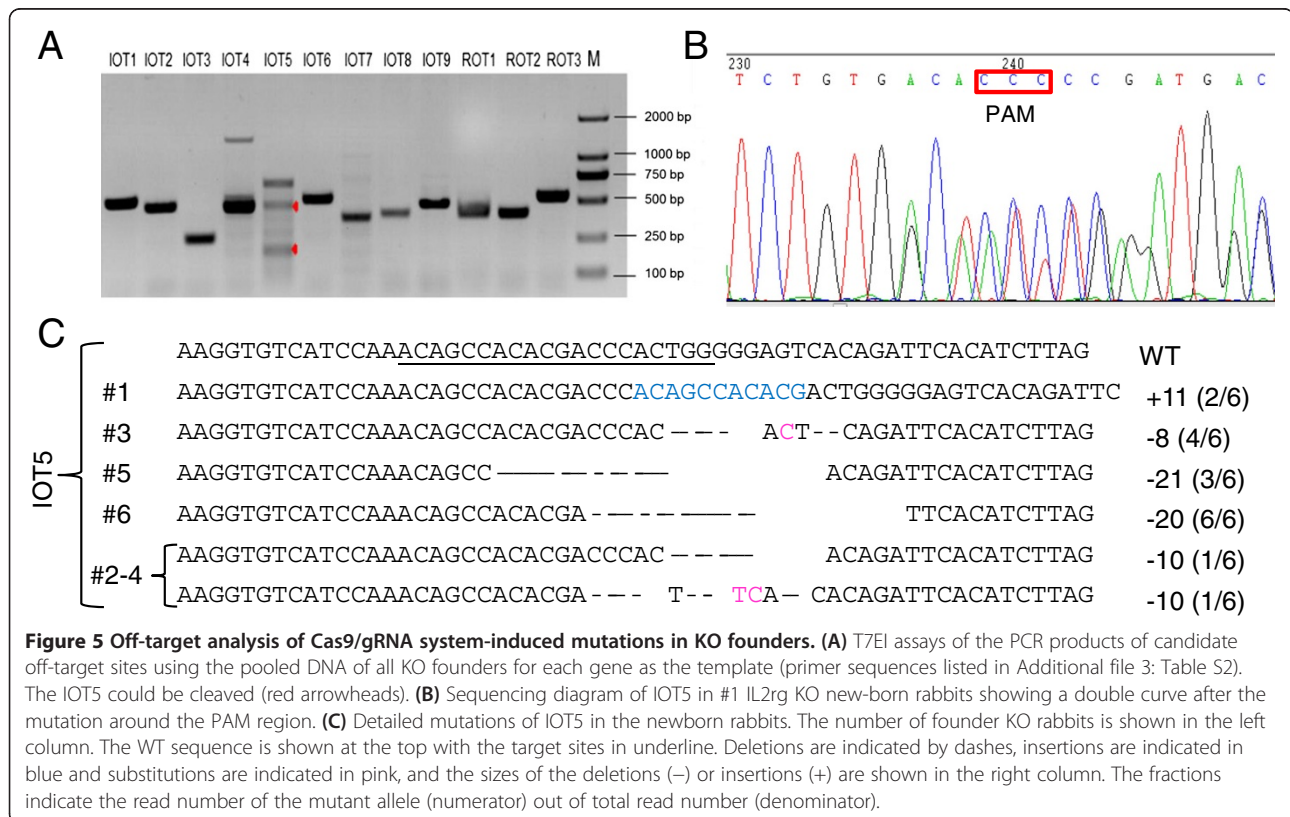 A
IOT1 IOT2 IOT3 IOT4 IOT5 IOT6 IOT7 IOT8 IOT9 ROT1 ROT2 ROT3 M
2000 bp
1000 bp
750 bp
500 bp
250 bp
100 bp
B
230 240
T C T G T G A C A C C C C C G A T G A C
PAM
C
IOT5
AAGGTGTCATCCAAACAGCCACACGACCCACTGGGGGAGTCACAGATTCACATCTTAG WT
#1 AAGGTGTCATCCAAACAGCCACACGACCCACAGCCACACGACTGGGGGAGTCACAGATTC +11 (2/6)
#3 AAGGTGTCATCCAAACAGCCACACGACCCAC ---- ACT--CAGATTCACATCTTAG -8 (4/6)
#5 AAGGTGTCATCCAAACAGCC--------- ACAGATTCACATCTTAG -21 (3/6)
#6 AAGGTGTCATCCAAACAGCCACACGA--------- TTCACATCTTAG -20 (6/6)
#2-4
AAGGTGTCATCCAAACAGCCACACGACCCAC ----- ACAGATTCACATCTTAG -10 (1/6)
AAGGTGTCATCCAAACAGCCACACGA---- T-- TCA— CACAGATTCACATCTTAG -10 (1/6)
Figure 5 Off-target analysis of Cas9/gRNA system-induced mutations in KO founders. (A) T7EI assays of the PCR products of candidate
off-target sites using the pooled DNA of all KO founders for each gene as the template (primer sequences listed in Additional file 3: Table S2).
The IOT5 could be cleaved (red arrowheads). (B) Sequencing diagram of IOT5 in #1 IL2rg KO new-born rabbits showing a double curve after the
mutation around the PAM region. (C) Detailed mutations of IOT5 in the newborn rabbits. The number of founder KO rabbits is shown in the left
column. The WT sequence is shown at the top with the target sites in underline. Deletions are indicated by dashes, insertions are indicated in
blue and substitutions are indicated in pink, and the sizes of the deletions (−) or insertions (+) are shown in the right column. The fractions
indicate the read number of the mutant allele (numerator) out of total read number (denominator).